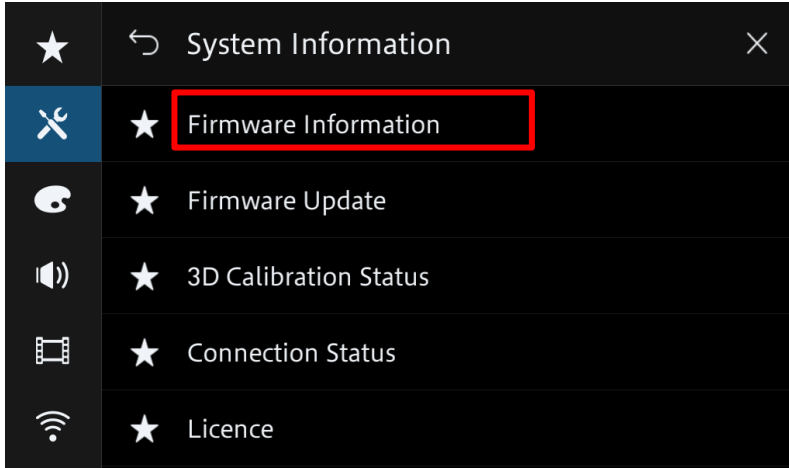 System Information
Firmware Information
Firmware Update
3D Calibration Status
Connection Status
Licence